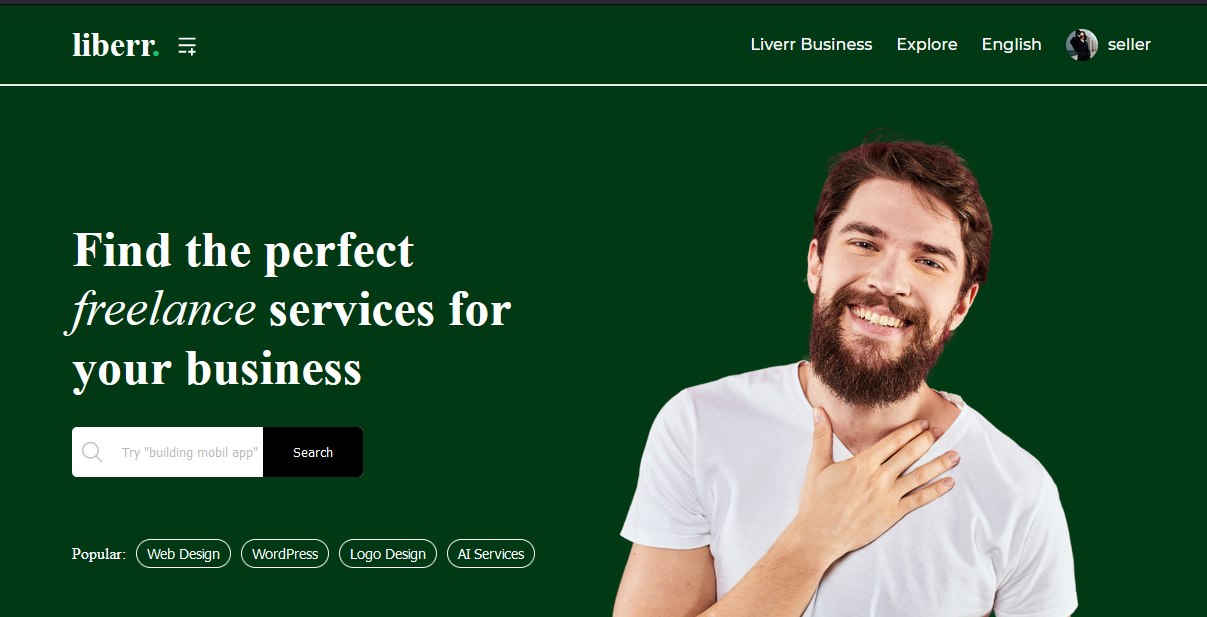 liberr.
Liverr Business Explore English seller
Find the perfect
freelance services for
your business
Try "building mobil app" Search
Popular: Web Design WordPress Logo Design AI Services